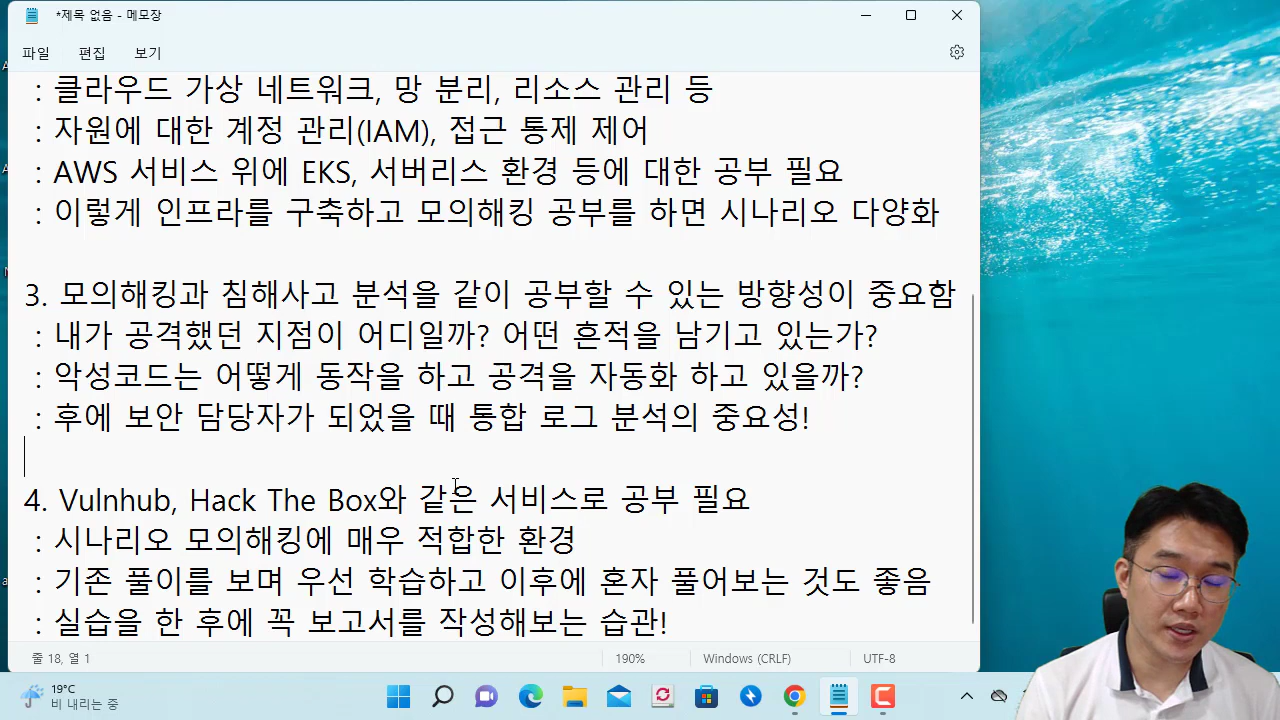 *제목 없음 - 메모장
파일 편집 보기
: 클라우드 가상 네트워크, 망 분리, 리소스 관리 등
: 자원에 대한 계정 관리(IAM), 접근 통제 제어
: AWS 서비스 위에 EKS, 서버리스 환경 등에 대한 공부 필요
: 이렇게 인프라를 구축하고 모의해킹 공부를 하면 시나리오 다양화
3. 모의해킹과 침해사고 분석을 같이 공부할 수 있는 방향성이 중요함
: 내가 공격했던 지점이 어디일까? 어떤 흔적을 남기고 있는가?
: 악성코드는 어떻게 동작을 하고 공격을 자동화 하고 있을까?
: 후에 보안 담당자가 되었을 때 통합 로그 분석의 중요성!
4. Vulnhub, Hack The Box와 같은 서비스로 공부 필요
: 시나리오 모의해킹에 매우 적합한 환경
: 기존 풀이를 보며 우선 학습하고 이후에 혼자 풀어보는 것도 좋음
: 실습을 한 후에 꼭 보고서를 작성해보는 습관!
줄 18, 열 1 190% Windows (CRLF) UTF-8
19°C
비 내리는 중